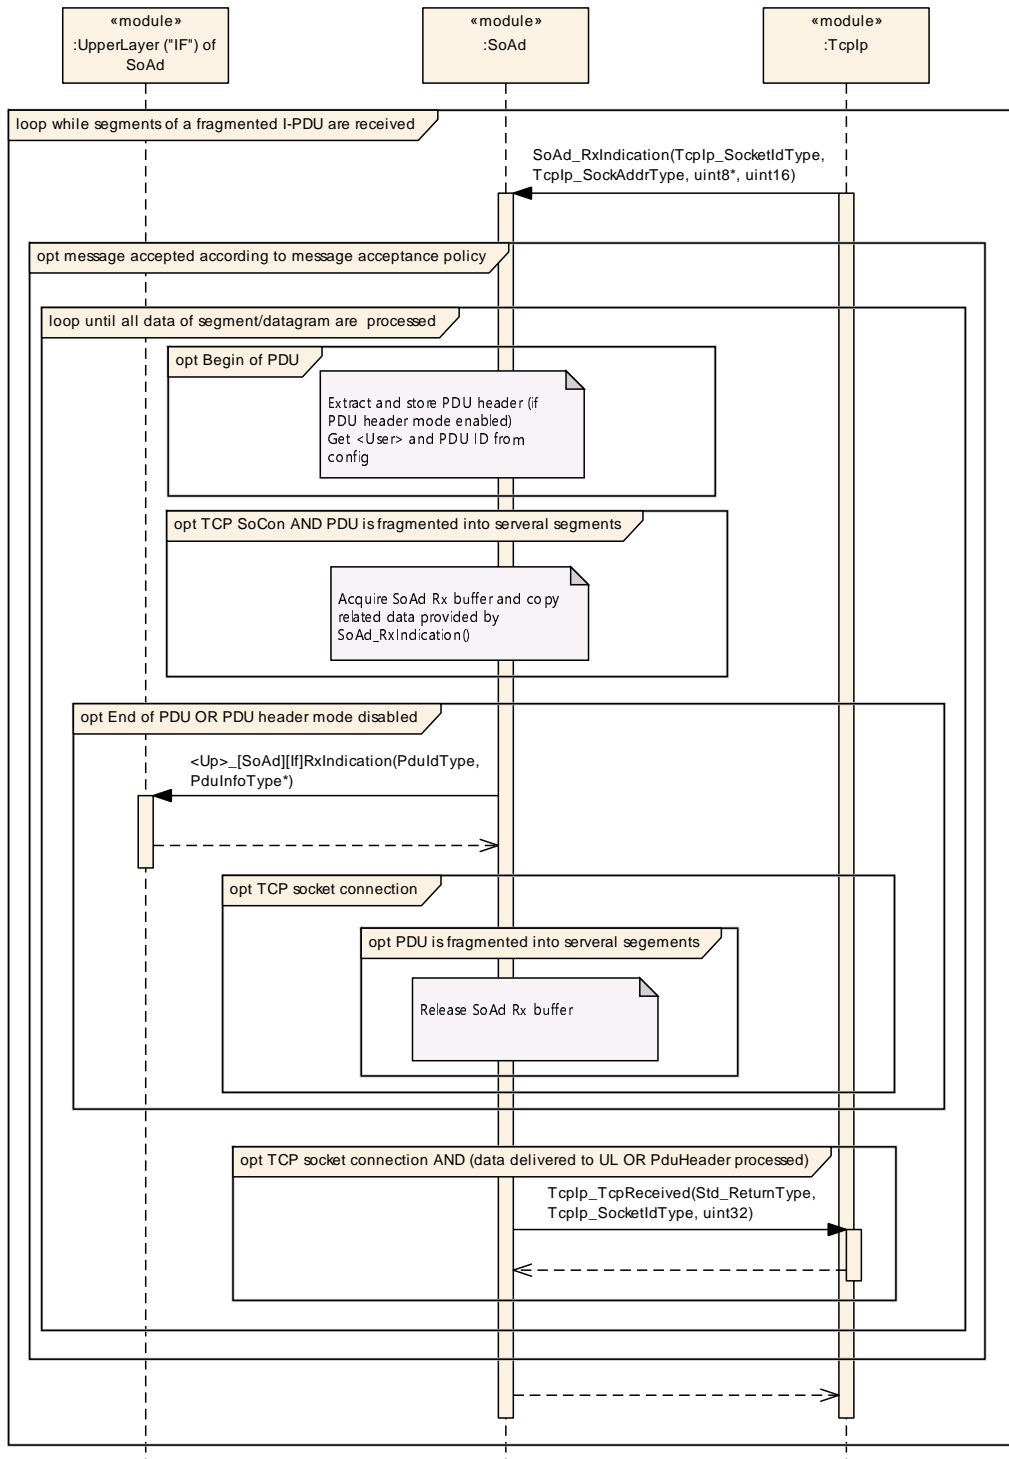 «module»
:UpperLayer ("IF") of
SoAd
«module»
:SoAd
«module»
:TcpIp
loop while segments of a fragmented I-PDU are received
SoAd_RxIndication(TcpIp_SocketIdType,
TcpIp_SockAddrType, uint8*, uint16)
opt message accepted according to message acceptance policy
loop until all data of segment/datagram are processed
opt Begin of PDU
Extract and store PDU header (if
PDU header mode enabled)
Get <User> and PDU ID from
config
opt TCP SoCon AND PDU is fragmented into serveral segments
Acquire SoAd Rx buffer and copy
related data provided by
SoAd_RxIndication()
opt End of PDU OR PDU header mode disabled
<Up>_[SoAd][If]RxIndication(PduIdType,
PduInfoType*)
opt TCP socket connection
opt PDU is fragmented into serveral segements
Release SoAd Rx buffer
opt TCP socket connection AND (data delivered to UL OR PduHeader processed)
TcpIp_TcpReceived(Std_ReturnType,
TcpIp_SocketIdType, uint32)